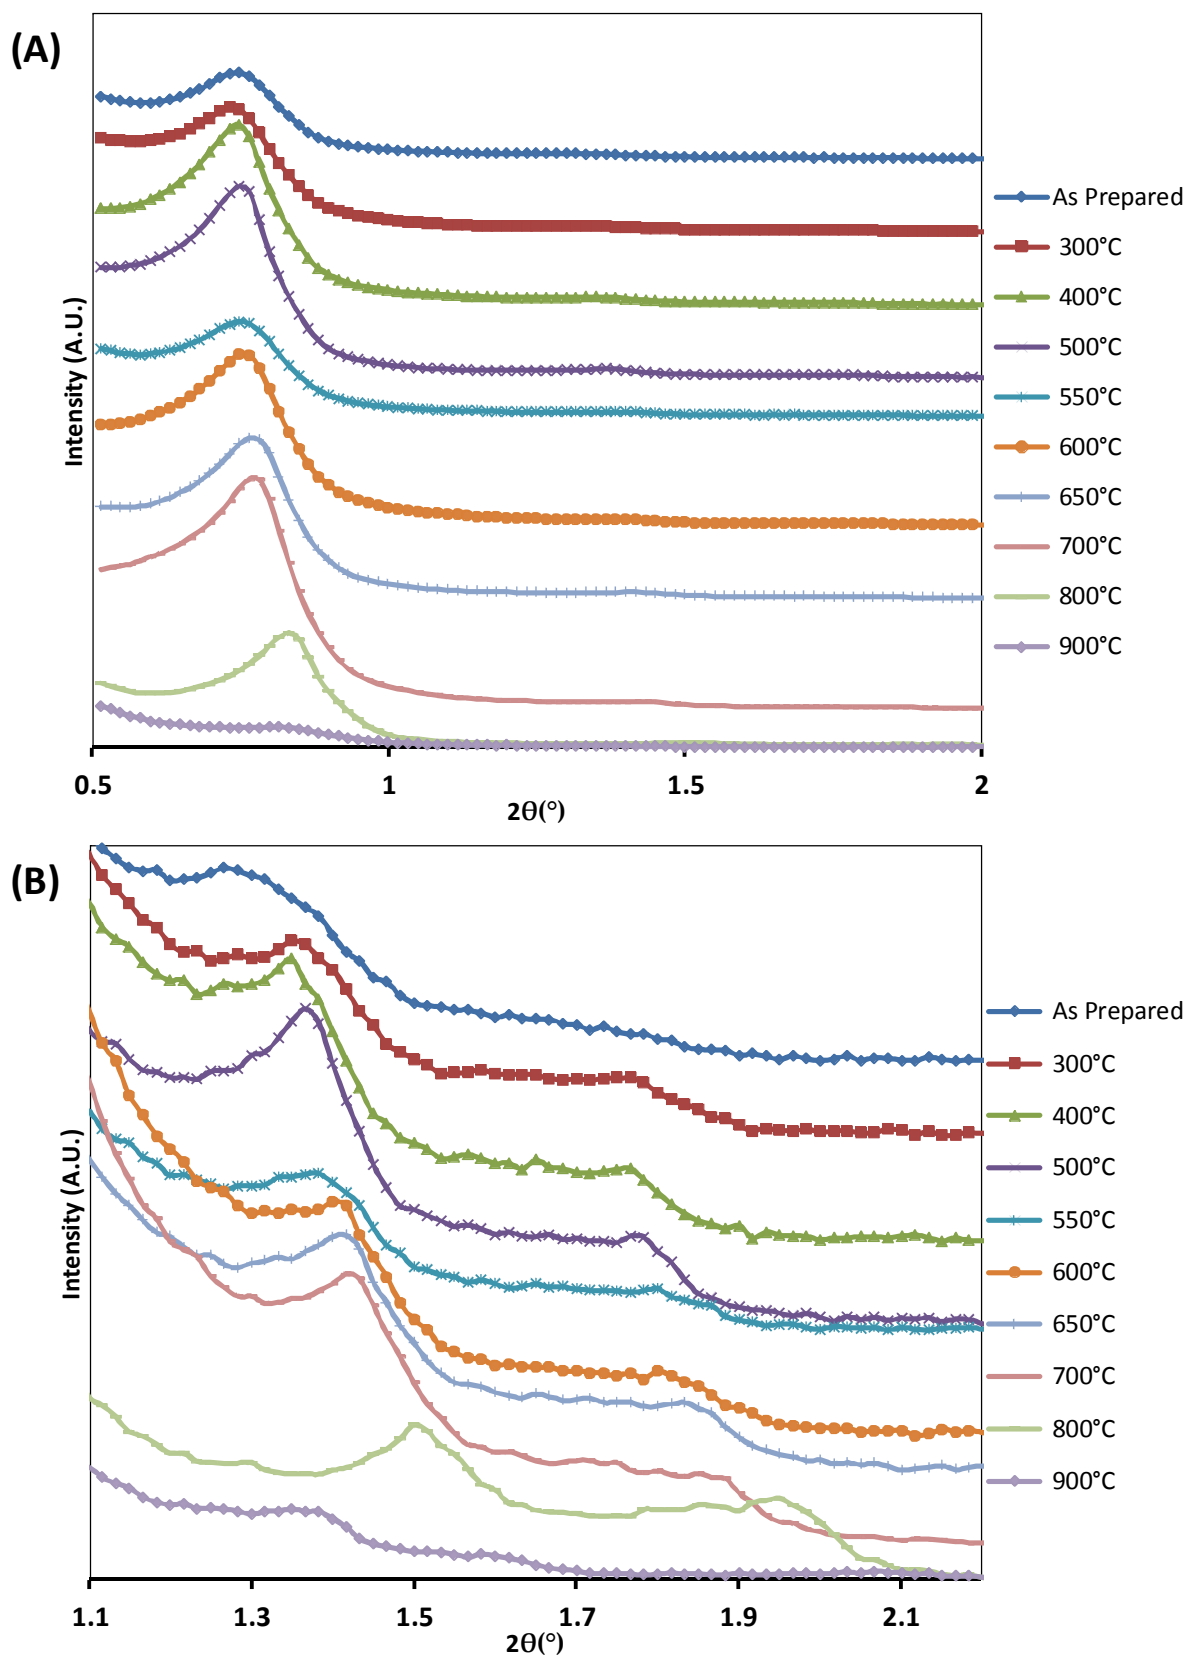 (A)
Intensity (A.U.)
As Prepared
300°C
400°C
500°C
550°C
600°C
650°C
700°C
800°C
900°C
0.5 1 1.5 2
2θ(°)
(B)
Intensity (A.U.)
As Prepared
300°C
400°C
500°C
550°C
600°C
650°C
700°C
800°C
900°C
1.1 1.3 1.5 1.7 1.9 2.1
2θ(°)